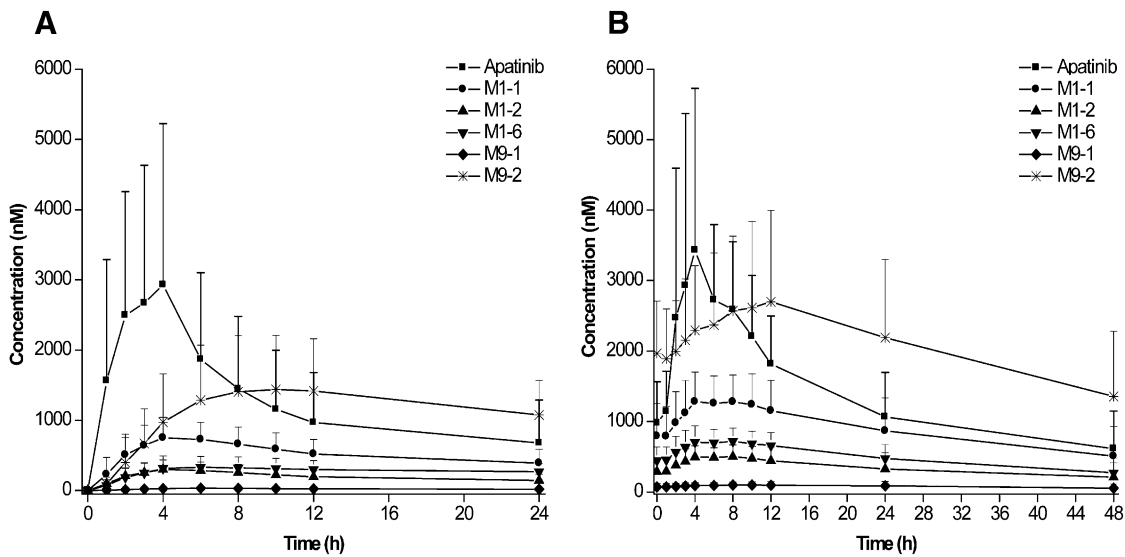 A
6000
5000
4000
3000
2000
1000
0
Concentration (nM)
Apatinib
M1-1
M1-2
M1-6
M9-1
M9-2
0 4 8 12 16 20 24
Time (h)
B
6000
5000
4000
3000
2000
1000
0
Concentration (nM)
Apatinib
M1-1
M1-2
M1-6
M9-1
M9-2
0 4 8 12 16 20 24 28 32 36 40 44 48
Time (h)